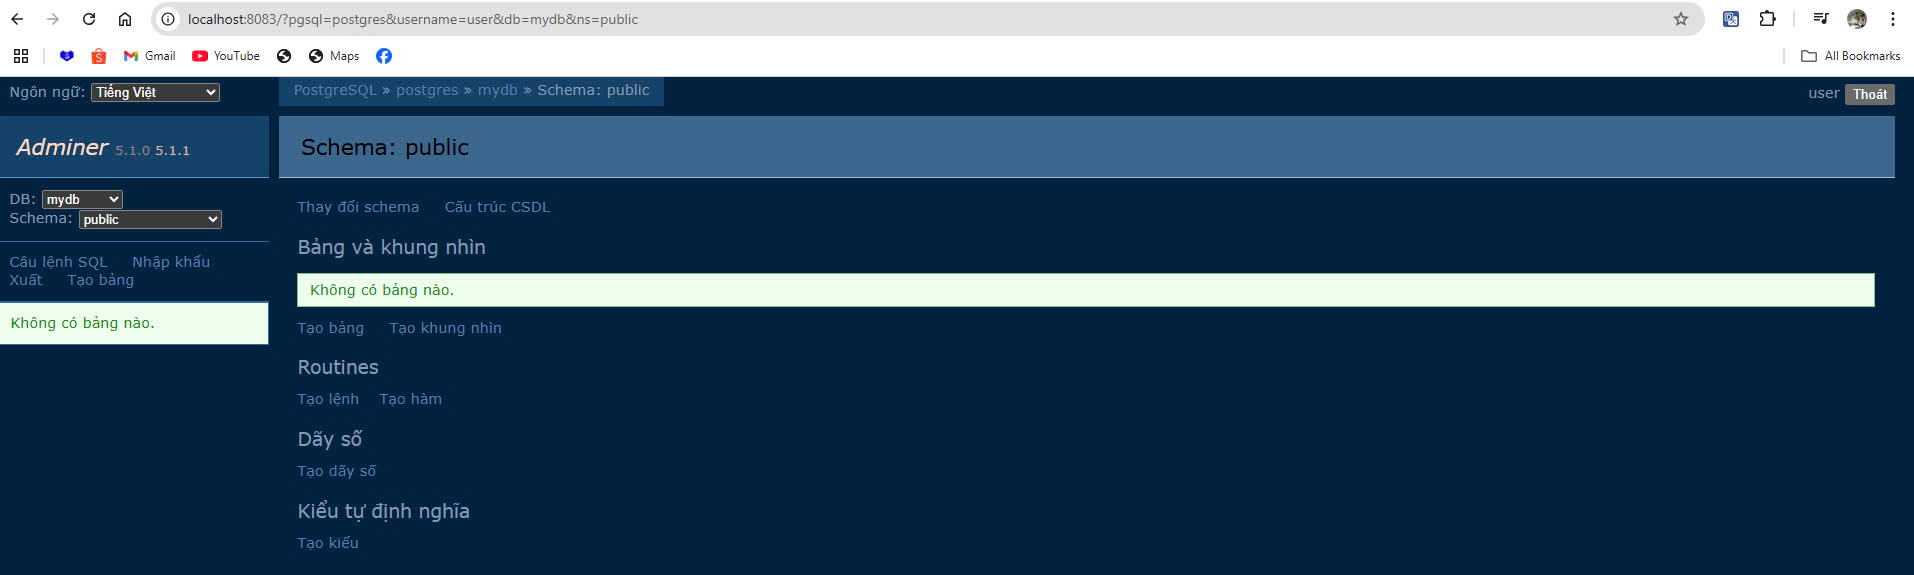 localhost:8083/?pgsql=postgres&username=user&db=mydb&ns=public
Gmail YouTube Maps All Bookmarks
Ngôn ngữ: Tiếng Việt
PostgreSQL » postgres » mydb » Schema: public
user Thoát
Adminer 5.1.0 5.1.1
Schema: public
DB: mydb
Schema: public
Câu lệnh SQL Nhập khẩu
Xuất Tạo bảng
Không có bảng nào.
Thay đổi schema Cấu trúc CSDL
Bảng và khung nhìn
Không có bảng nào.
Tạo bảng Tạo khung nhìn
Routines
Tạo lệnh Tạo hàm
Dãy số
Tạo dãy số
Kiểu tự định nghĩa
Tạo kiểu